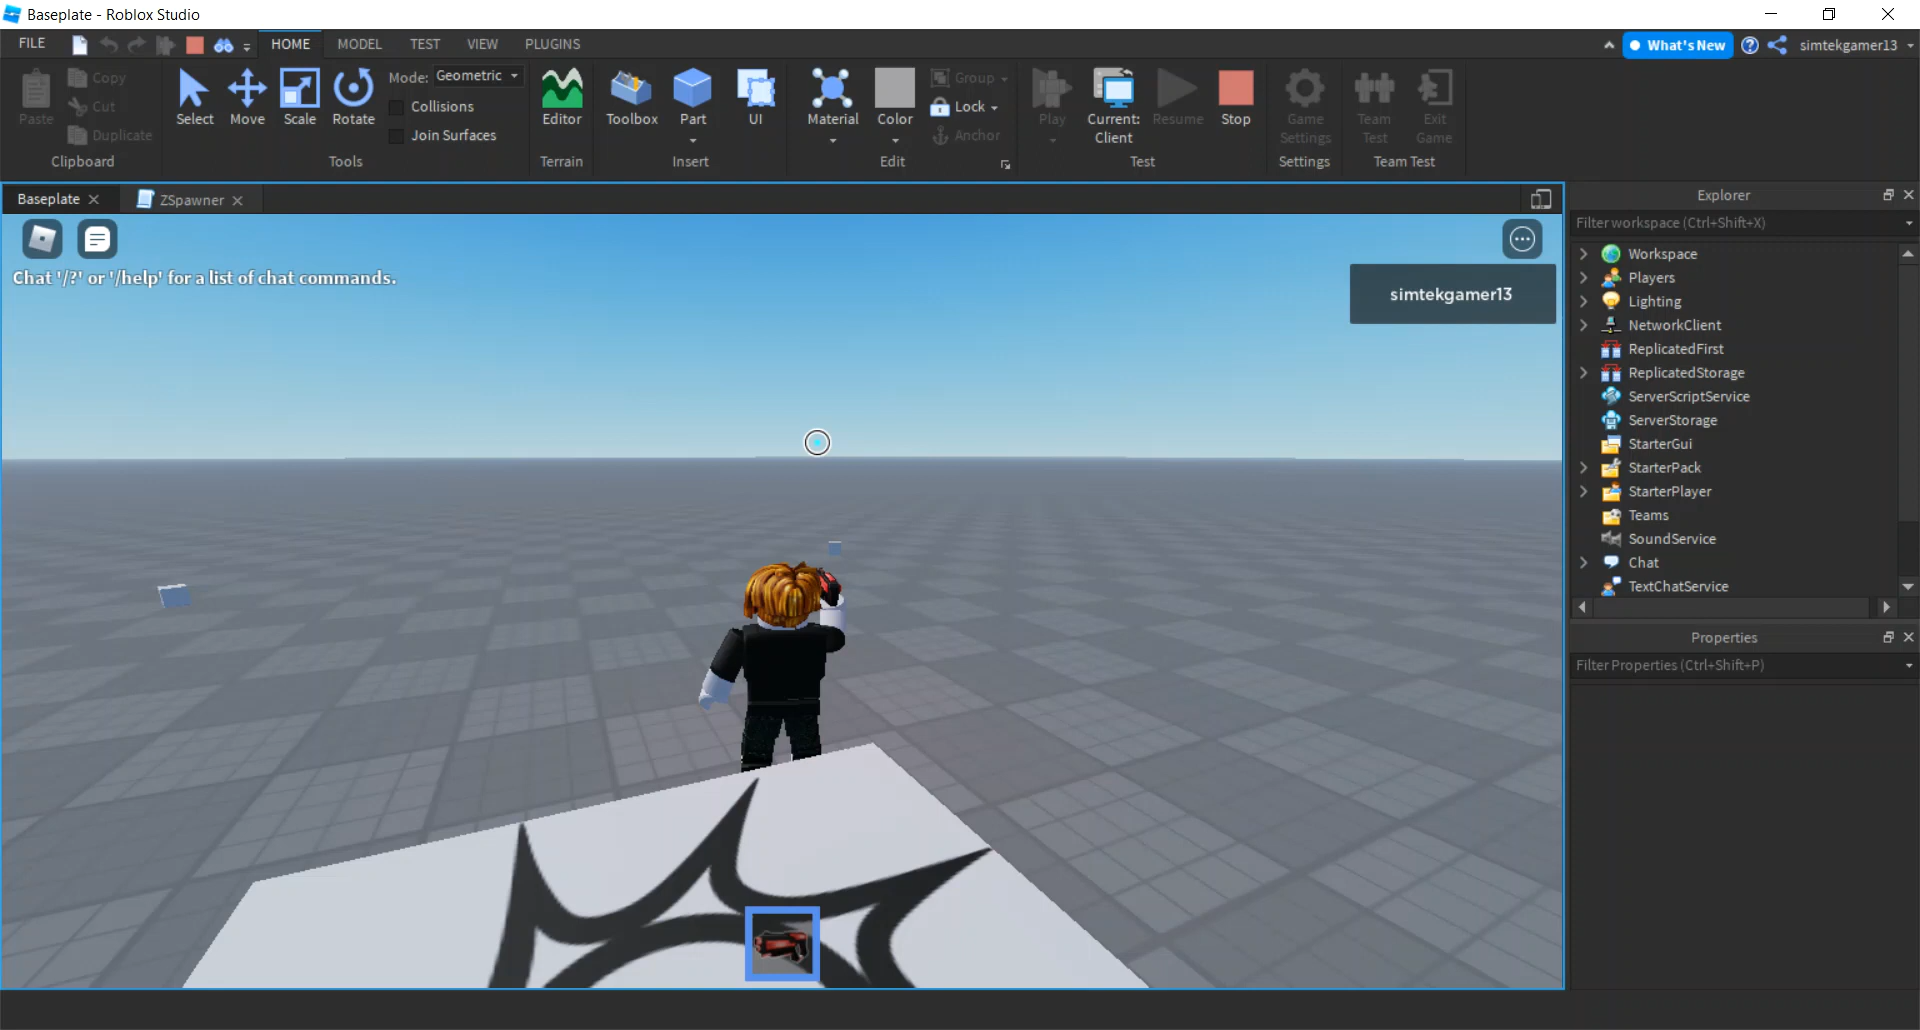 Baseplate - Roblox Studio
FILE
HOME
MODEL
TEST
VIEW
PLUGINS
What's New
simtekgamer13
Paste
Copy
Cut
Duplicate
Clipboard
Select
Move
Scale
Rotate
Mode: Geometric
Collisions
Join Surfaces
Tools
Editor
Terrain
Toolbox
Part
UI
Insert
Material
Color
Group
Lock
Anchor
Edit
Play
Current:
Client
Resume
Stop
Test
Game
Settings
Settings
Team
Test
Exit
Game
Team Test
Baseplate
ZSpawner
Chat '/?' or '/help' for a list of chat commands.
simtekgamer13
Explorer
Filter workspace (Ctrl+Shift+X)
Workspace
Players
Lighting
NetworkClient
ReplicatedFirst
ReplicatedStorage
ServerScriptService
ServerStorage
StarterGui
StarterPack
StarterPlayer
Teams
SoundService
Chat
TextChatService
Properties
Filter Properties (Ctrl+Shift+P)